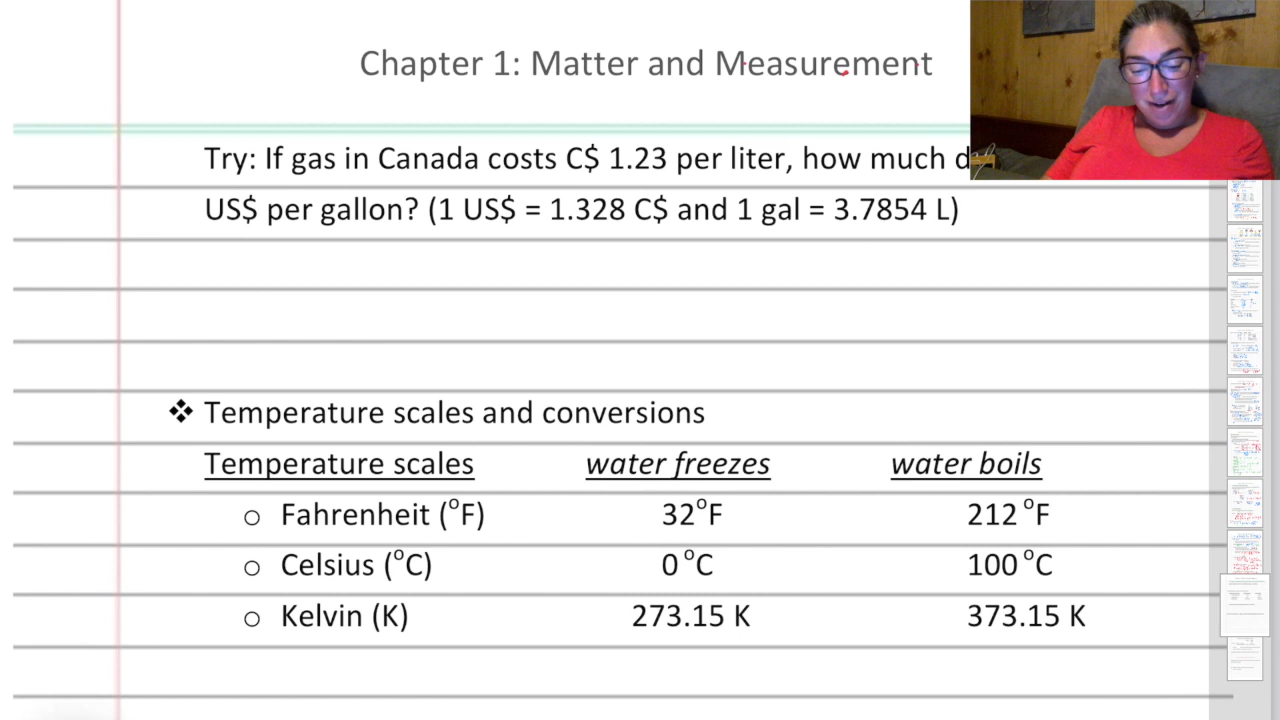 Chapter 1: Matter and Measurement
Try: If gas in Canada costs C$ 1.23 per liter, how much
US$ per gallon? (1 US$ = 1.328 C$ and 1 gal = 3.7854 L)
❖ Temperature scales and conversions
Temperature scales water freezes water boils
o Fahrenheit (°F) 32°F 212 °F
o Celsius (°C) 0 °C 100 °C
o Kelvin (K) 273.15 K 373.15 K